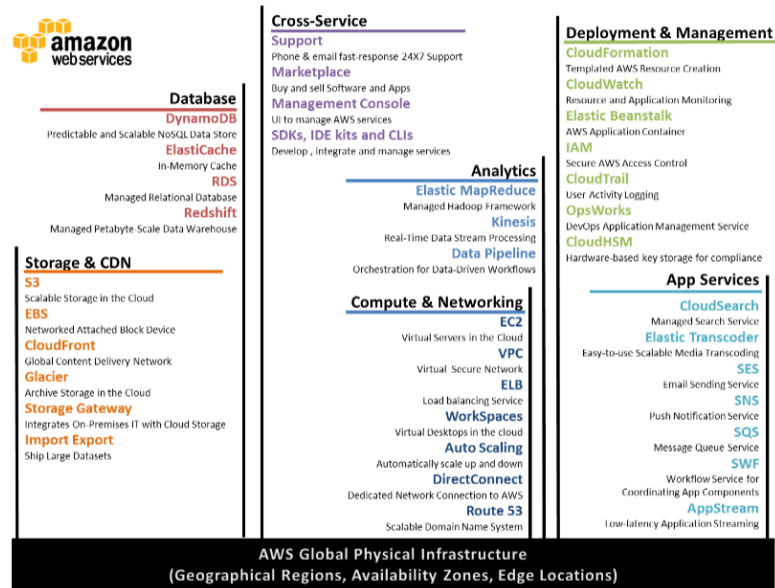 amazon
web services
Database
DynamoDB
Predictable and Scalable NoSQL Data Store
ElastiCache
In-Memory Cache
RDS
Managed Relational Database
Redshift
Managed Petabyte-Scale Data Warehouse
Storage & CDN
S3
Scalable Storage in the Cloud
EBS
Networked Attached Block Device
CloudFront
Global Content Delivery Network
Glacier
Archive Storage in the Cloud
Storage Gateway
Integrates On-Premises IT with Cloud Storage
Import Export
Ship Large Datasets
Cross-Service
Support
Phone & email fast-response 24X7 Support
Marketplace
Buy and sell Software and Apps
Management Console
UI to manage AWS services
SDKs, IDE kits and CLIs
Develop , integrate and manage services
Analytics
Elastic MapReduce
Managed Hadoop Framework
Kinesis
Real-Time Data Stream Processing
Data Pipeline
Orchestration for Data-Driven Workflows
Compute & Networking
EC2
Virtual Servers in the Cloud
VPC
Virtual Secure Network
ELB
Load balancing Service
WorkSpaces
Virtual Desktops in the cloud
Auto Scaling
Automatically scale up and down
DirectConnect
Dedicated Network Connection to AWS
Route 53
Scalable Domain Name System
Deployment & Management
CloudFormation
Templated AWS Resource Creation
CloudWatch
Resource and Application Monitoring
Elastic Beanstalk
AWS Application Container
IAM
Secure AWS Access Control
CloudTrail
User Activity Logging
OpsWorks
DevOps Application Management Service
CloudHSM
Hardware-based key storage for compliance
App Services
CloudSearch
Managed Search Service
Elastic Transcoder
Easy-to-use Scalable Media Transcoding
SES
Email Sending Service
SNS
Push Notification Service
SQS
Message Queue Service
SWF
Workflow Service for
Coordinating App Components
AppStream
Low-latency Application Streaming
AWS Global Physical Infrastructure
(Geographical Regions, Availability Zones, Edge Locations)